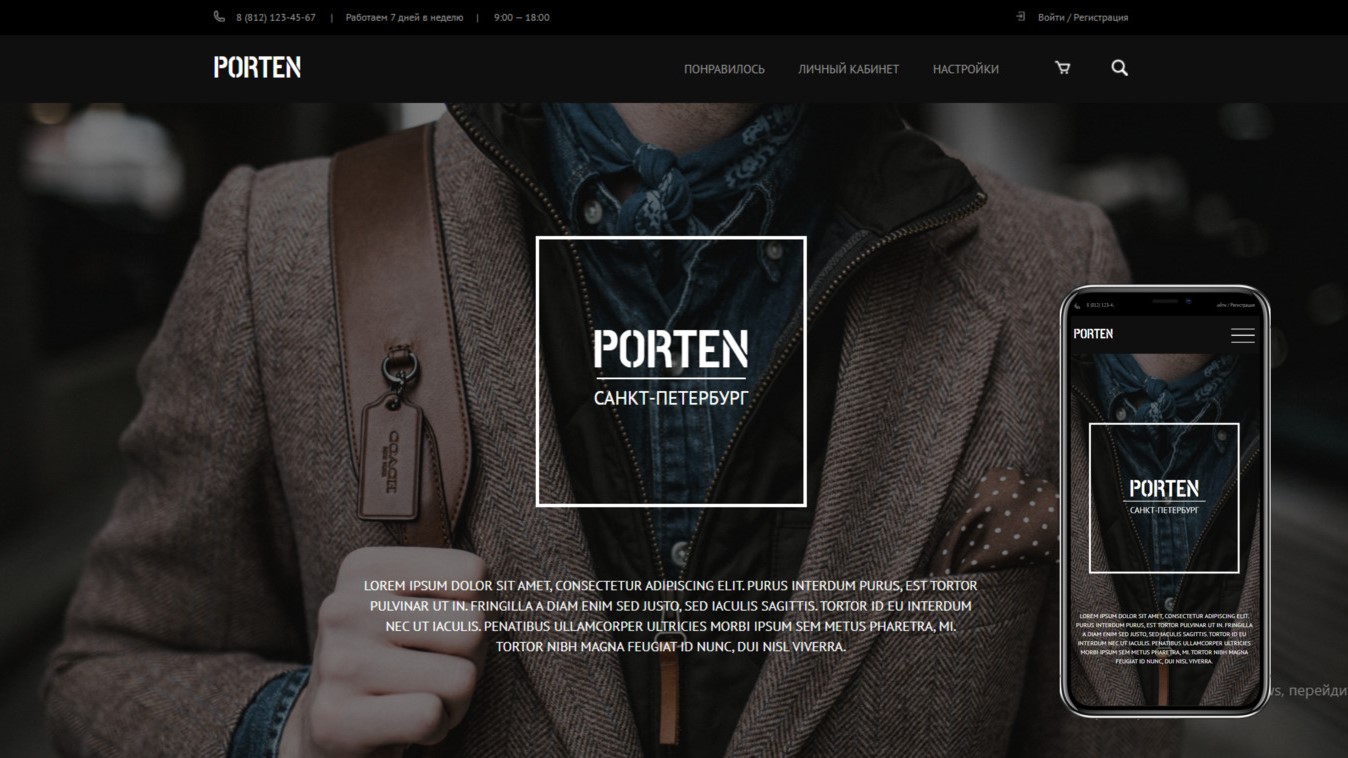 8 (812) 123-45-67 | Работаем 7 дней в неделю | 9:00 — 18:00 Войти / Регистрация
PORTEN ПОНРАВИЛОСЬ ЛИЧНЫЙ КАБИНЕТ НАСТРОЙКИ
PORTEN
САНКТ-ПЕТЕРБУРГ
COACH
LOREM IPSUM DOLOR SIT AMET, CONSECTETUR ADIPISCING ELIT. PURUS INTERDUM PURUS, EST TORTOR
PULVINAR UT IN. FRINGILLA A DIAM ENIM SED JUSTO, SED IACULIS SAGITTIS. TORTOR ID EU INTERDUM
NEC UT IACULIS. PENATIBUS ULLAMCORPER ULTRICIES MORBI IPSUM SEM METUS PHARETRA, MI.
TORTOR NIBH MAGNA FEUGIAT ID NUNC, DUI NISL VIVERRA.
8 (812) 123-4. айти / Регистрация
PORTEN
PORTEN
САНКТ-ПЕТЕРБУРГ
LOREM IPSUM DOLOR SIT AMET, CONSECTETUR ADIPISCING ELIT.
PURUS INTERDUM PURUS, EST TORTOR PULVINAR UT IN. FRINGILLA
A DIAM ENIM SED JUSTO, SED IACULIS SAGITTIS. TORTOR ID EU
INTERDUM NEC UT IACULIS. PENATIBUS ULLAMCORPER ULTRICIES
MORBI IPSUM SEM METUS PHARETRA, MI. TORTOR NIBH MAGNA
FEUGIAT ID NUNC, DUI NISL VIVERRA.
ws, перейди